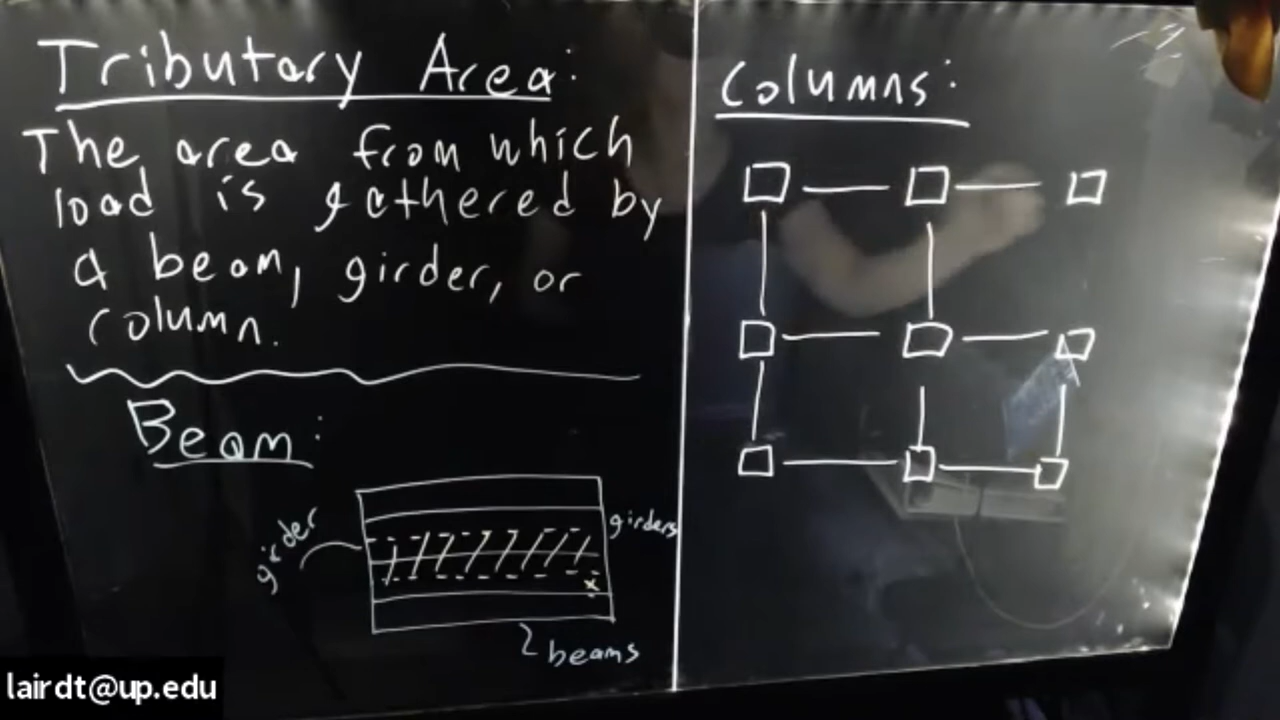 Tributary Area:
The area from which
load is gathered by
a beam, girder, or
column.
Beam:
girder
girders
x
beams
Columns:
lairdt@up.edu